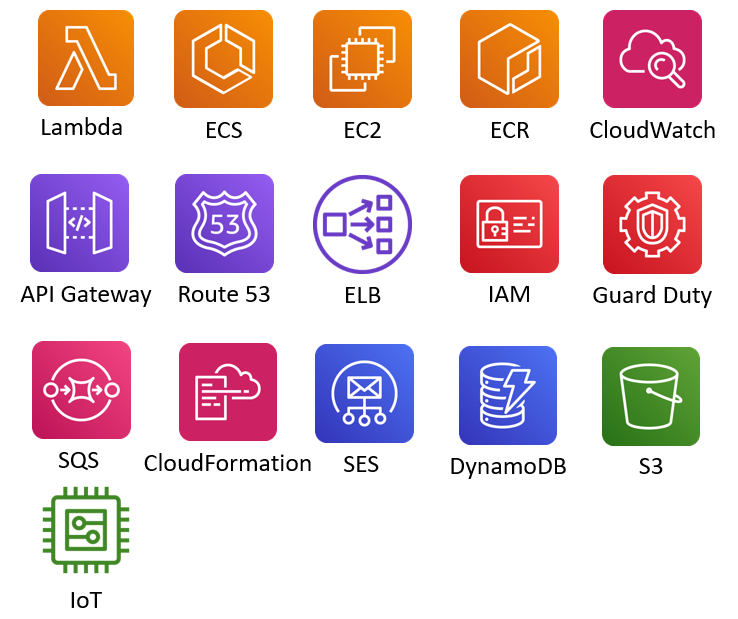 Lambda
ECS
EC2
ECR
CloudWatch
</>
53
API Gateway
Route 53
ELB
IAM
Guard Duty
SQS
CloudFormation
SES
DynamoDB
S3
IoT